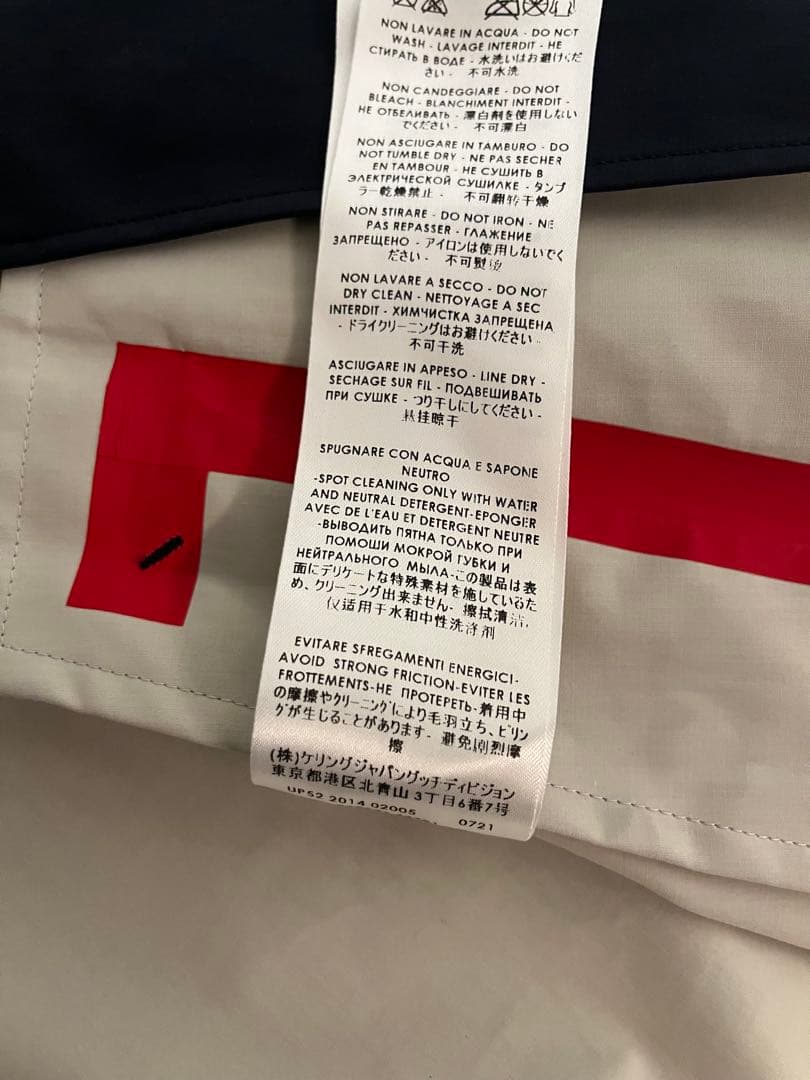 NON LAVARE IN ACQUA - DO NOT
WASH - LAVAGE INTERDIT - НЕ
СТИРАТЬ В ВОДЕ - 水洗いはお避けくだ
さい - 不可水洗
NON CANDEGGIARE - DO NOT
BLEACH - BLANCHIMENT INTERDIT -
НЕ ОТБЕЛИВАТЬ - 漂白剤を使用しない
でください - 不可漂白
NON ASCIUGARE IN TAMBURO - DO
NOT TUMBLE DRY - NE PAS SECHER
EN TAMBOUR - НЕ СУШИТЬ В
ЭЛЕКТРИЧЕСКОЙ СУШИЛКЕ - タンブ
ラー乾燥禁止 - 不可翻转干燥
NON STIRARE - DO NOT IRON - NE
PAS REPASSER - ГЛАЖЕНИЕ
ЗАПРЕЩЕНО - アイロンは使用しないでく
ださい - 不可熨烫
NON LAVARE A SECCO - DO NOT
DRY CLEAN - NETTOYAGE A SEC
INTERDIT - ХИМЧИСТКА ЗАПРЕЩЕНА
- ドライクリーニングはお避けください -
不可干洗
ASCIUGARE IN APPESO - LINE DRY -
SECHAGE SUR FIL - ПОДВЕШИВАТЬ
ПРИ СУШКЕ - つり干しにしてください -
悬挂晾干
SPUGNARE CON ACQUA E SAPONE
NEUTRO
-SPOT CLEANING ONLY WITH WATER
AND NEUTRAL DETERGENT-EPONGER
AVEC DE L'EAU ET DETERGENT NEUTRE
-ВЫВОДИТЬ ПЯТНА ТОЛЬКО ПРИ
ПОМОШИ МОКРОЙ ГУБКИ И
НЕЙТРАЛЬНОГО МЫЛА-この製品は表
面にデリケートな特殊素材を施しているた
め、クリーニング出来ません- 擦拭清洁,
仅适用于水和中性洗涤剂
EVITARE SFREGAMENTI ENERGICI-
AVOID STRONG FRICTION-EVITER LES
FROTTEMENTS-НЕ ПРОТЕРЕТЬ-着用中
の摩擦やクリーニングにより毛羽立ち、ピリン
グが生じることがあります- 避免剧烈摩
擦
(株)ケリングジャパングッチディビジョン
東京都港区北青山3丁目6番7号
UP52 2014 02005
0721